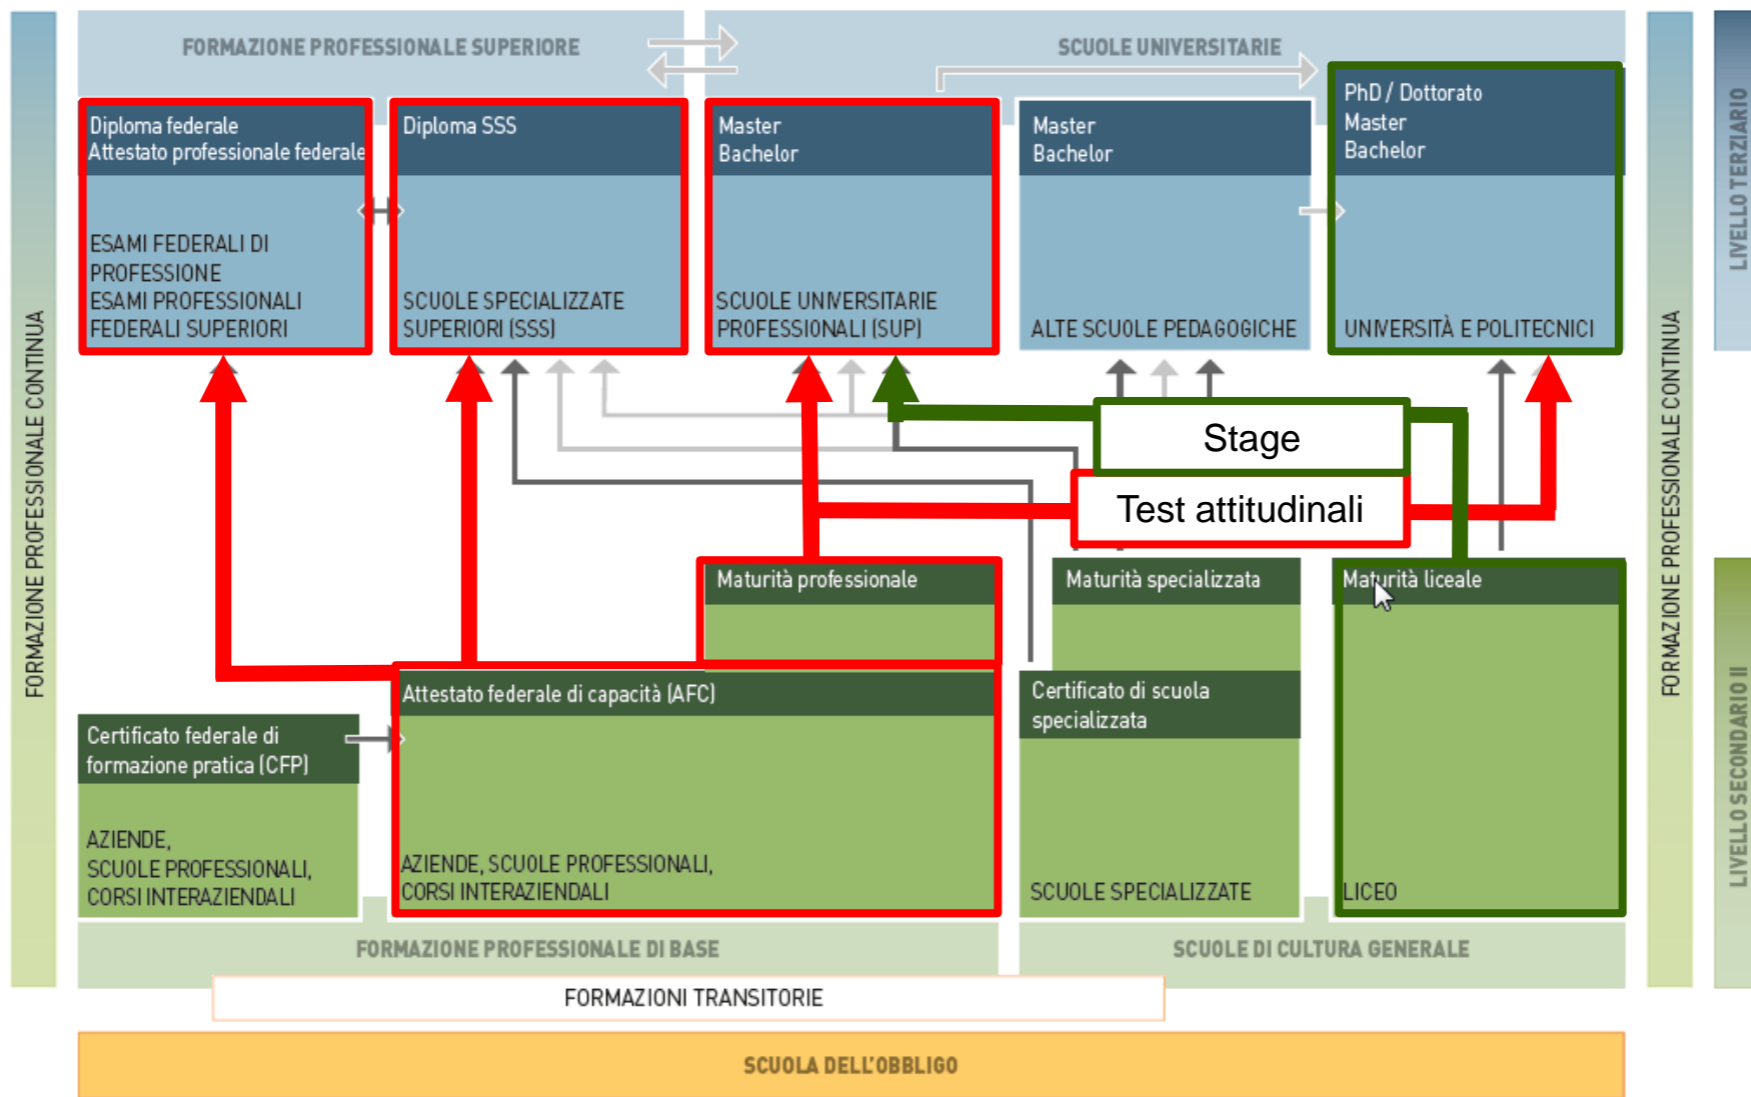 FORMAZIONE PROFESSIONALE SUPERIORE
SCUOLE UNIVERSITARIE
Diploma federale
Attestato professionale federale
ESAMI FEDERALI DI
PROFESSIONE
ESAMI PROFESSIONALI
FEDERALI SUPERIORI
Diploma SSS
SCUOLE SPECIALIZZATE
SUPERIORI (SSS)
Master
Bachelor
SCUOLE UNIVERSITARIE
PROFESSIONALI (SUP)
Master
Bachelor
ALTE SCUOLE PEDAGOGICHE
PhD / Dottorato
Master
Bachelor
UNIVERSITÀ E POLITECNICI
LIVELLO TERZIARIO
FORMAZIONE PROFESSIONALE CONTINUA
FORMAZIONE PROFESSIONALE CONTINUA
Stage
Test attitudinali
Maturità professionale
Maturità specializzata
Maturità liceale
Attestato federale di capacità (AFC)
AZIENDE, SCUOLE PROFESSIONALI,
CORSI INTERAZIENDALI
Certificato di scuola
specializzata
SCUOLE SPECIALIZZATE
LICEO
Certificato federale di
formazione pratica (CFP)
AZIENDE,
SCUOLE PROFESSIONALI,
CORSI INTERAZIENDALI
LIVELLO SECONDARIO II
FORMAZIONE PROFESSIONALE DI BASE
SCUOLE DI CULTURA GENERALE
FORMAZIONI TRANSITORIE
SCUOLA DELL'OBBLIGO